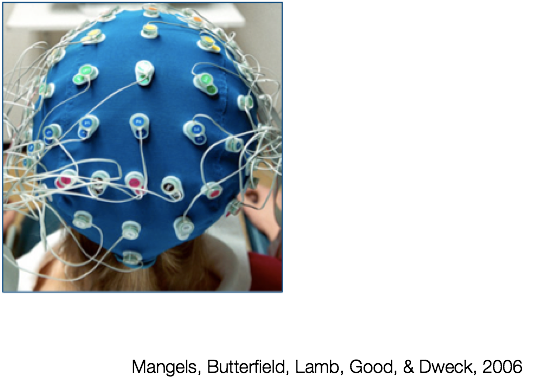 Mangels, Butterfield, Lamb, Good, & Dweck, 2006